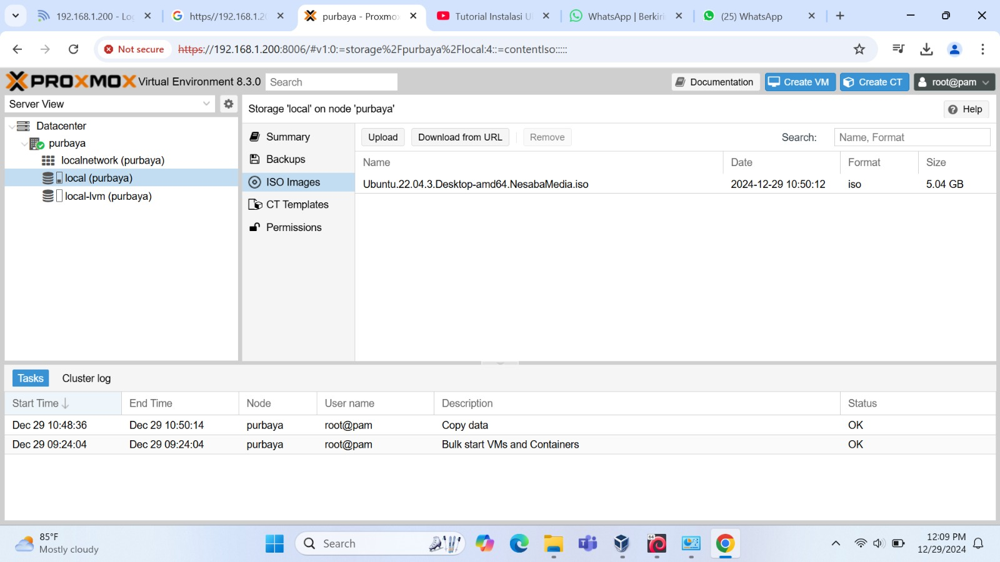 192.168.1.200 - Lo
https//192.168.1.2
purbaya - Proxmo
Tutorial Instalasi U
WhatsApp | Berkiri
(25) WhatsApp
Not secure
https://192.168.1.200:8006/#v1:0:=storage%2Fpurbaya%2Flocal:4::=contentIso:::::
PROXMOX Virtual Environment 8.3.0
Search
Documentation
Create VM
Create CT
root@pam
Server View
Storage 'local' on node 'purbaya'
Help
Datacenter
purbaya
localnetwork (purbaya)
local (purbaya)
local-lvm (purbaya)
Summary
Backups
ISO Images
CT Templates
Permissions
Upload
Download from URL
Remove
Search:
Name, Format
Name Date Format Size
Ubuntu.22.04.3.Desktop-amd64.NesabaMedia.iso 2024-12-29 10:50:12 iso 5.04 GB
Tasks
Cluster log
Start Time End Time Node User name Description Status
Dec 29 10:48:36 Dec 29 10:50:14 purbaya root@pam Copy data OK
Dec 29 09:24:04 Dec 29 09:24:04 purbaya root@pam Bulk start VMs and Containers OK
85°F
Mostly cloudy
Search
64
12:09 PM
12/29/2024